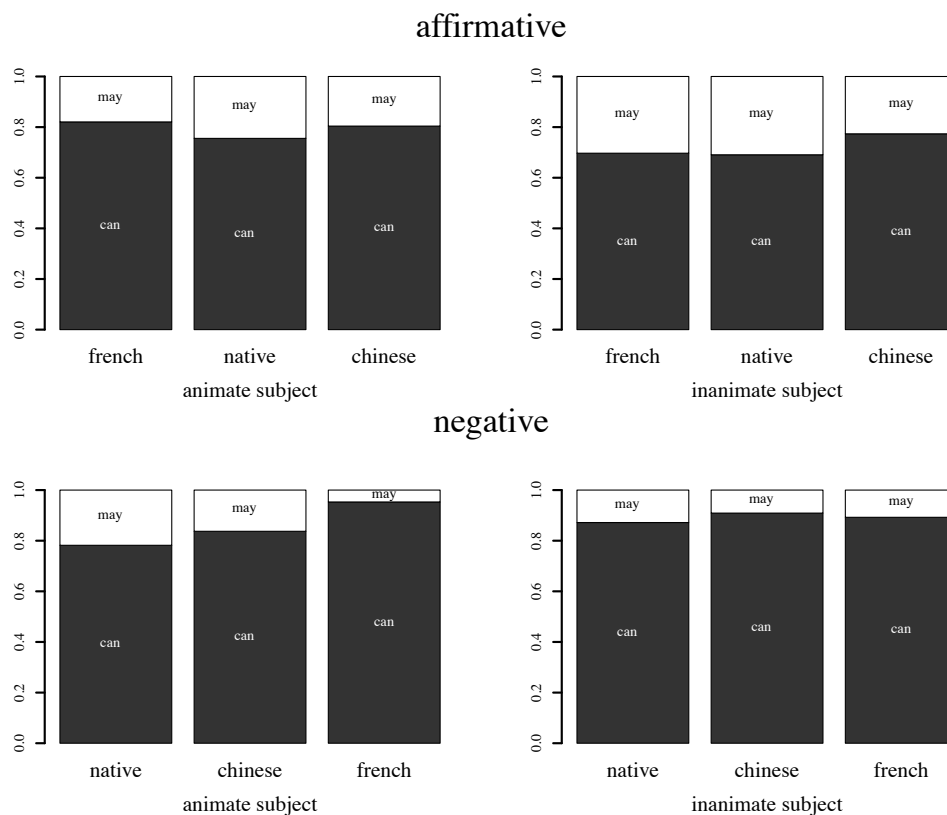 affirmative
1.0 0.8 0.6 0.4 0.2 0.0
may may may
can can can
french native chinese
animate subject
1.0 0.8 0.6 0.4 0.2 0.0
may may may
can can can
french native chinese
inanimate subject
negative
1.0 0.8 0.6 0.4 0.2 0.0
may may may
can can can
native chinese french
animate subject
1.0 0.8 0.6 0.4 0.2 0.0
may may may
can can can
native chinese french
inanimate subject